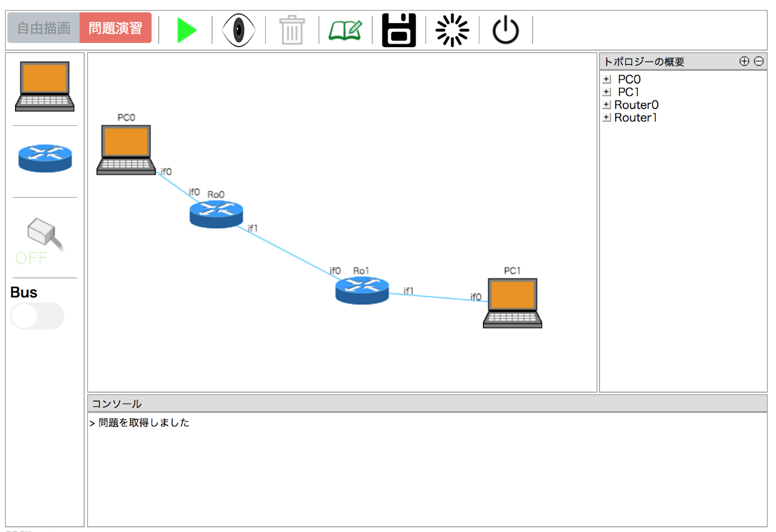 自由描画 問題演習
OFF
Bus
PC0
if0
if0 Ro0
if1
if0 Ro1
if1
PC1
if0
トポロジーの概要
PC0
PC1
Router0
Router1
コンソール
> 問題を取得しました